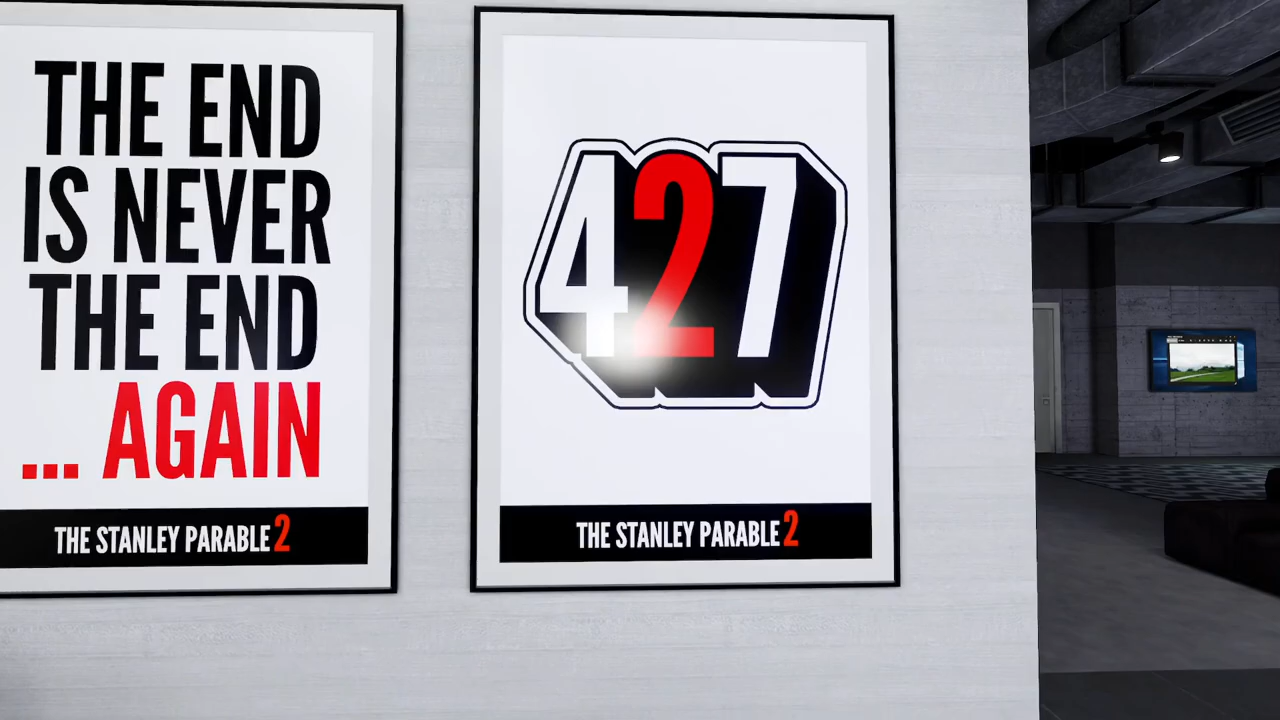 THE END
IS NEVER
THE END
... AGAIN
THE STANLEY PARABLE 2
427
THE STANLEY PARABLE 2